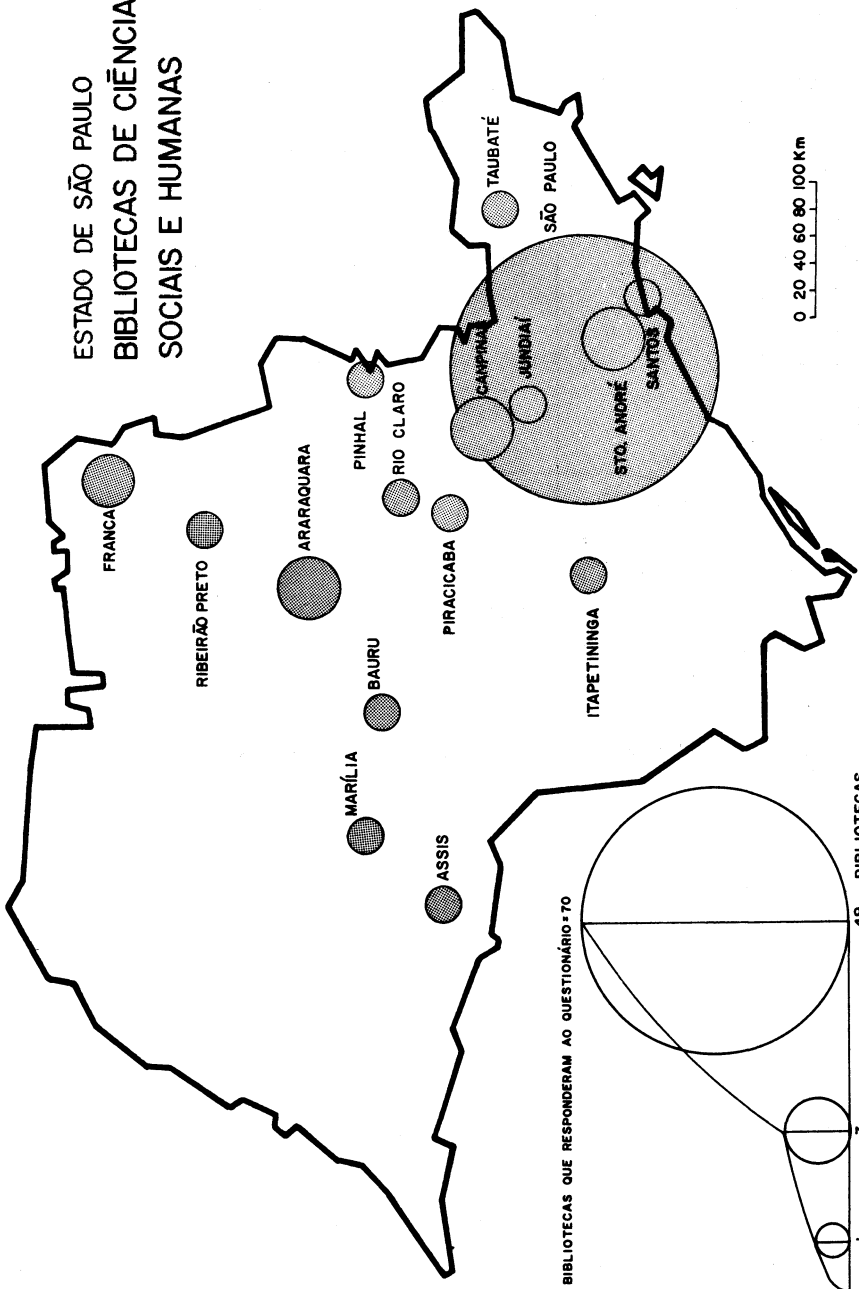 ESTADO DE SÃO PAULO
BIBLIOTECAS DE CIÊNCIA
SOCIAIS E HUMANAS
FRANCA
RIBEIRÃO PRETO
ARARAQUARA
PINHAL
RIO CLARO
PIRACICABA
BAURU
MARÍLIA
ASSIS
ITAPETININGA
CAMPINAS
JUNDIAÍ
STO. ANDRÉ
SANTOS
SÃO PAULO
TAUBATÉ
0 20 40 60 80 100 Km
BIBLIOTECAS QUE RESPONDERAM AO QUESTIONÁRIO = 70